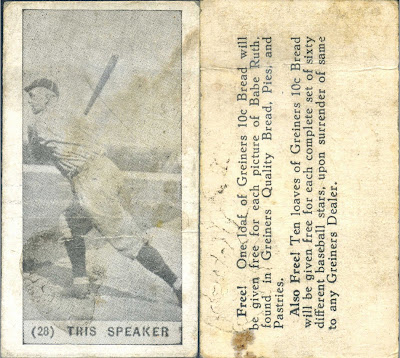 (28) TRIS SPEAKER
Free! One loaf of Greiners 10c Bread will
be given free for each picture of Babe Ruth,
found in Greiners Quality Bread, Pies, and
Pastries.
Also Free! Ten loaves of Greiners 10c Bread
will be given free for each complete set of sixty
different baseball stars, upon surrender of same
to any Greiners Dealer.